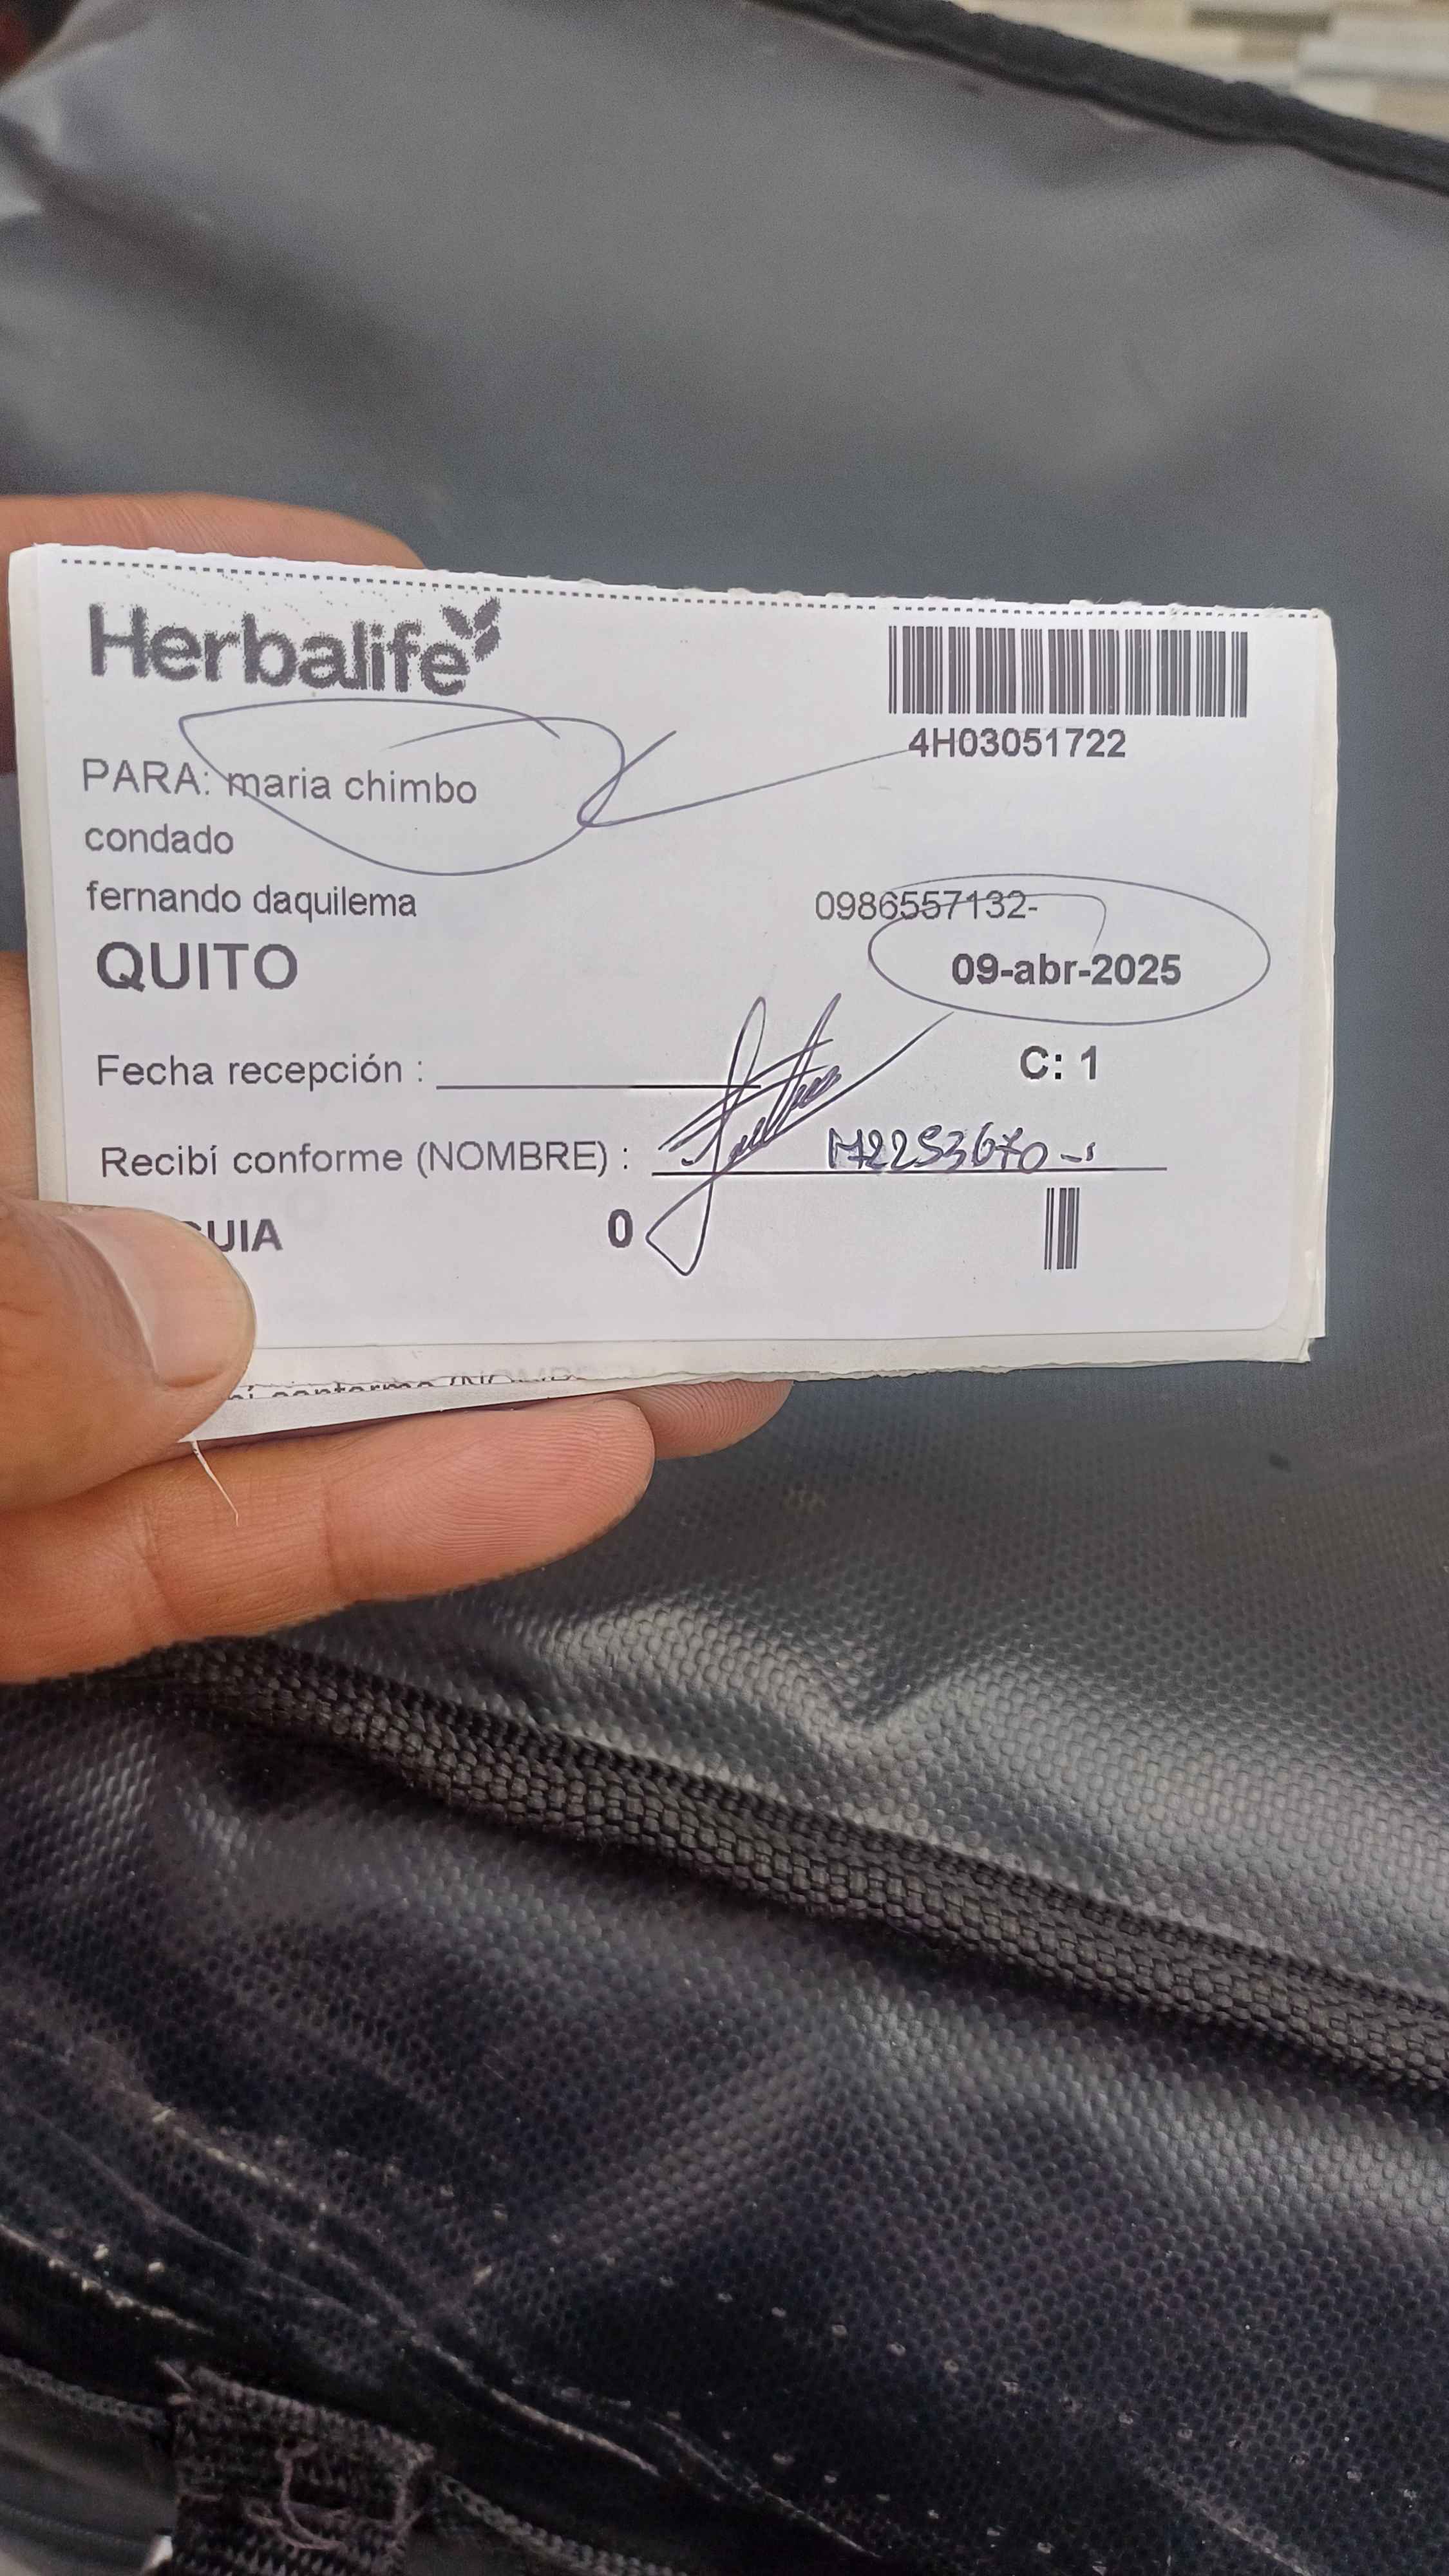 Herbalife
4H03051722
PARA: maria chimbo
condado
fernando daquilema
0986557132-
QUITO
09-abr-2025
C: 1
Fecha recepción :
Recibí conforme (NOMBRE) :
UIA
0